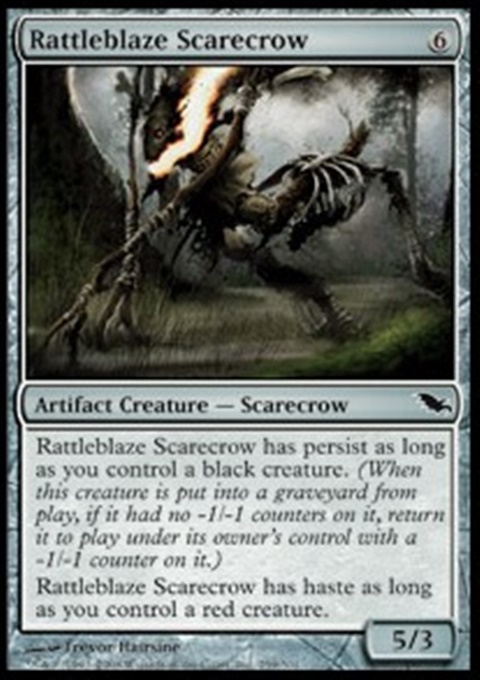 Rattleblaze Scarecrow 6
Artifact Creature — Scarecrow
Rattleblaze Scarecrow has persist as long
as you control a black creature. (When
this creature is put into a graveyard from
play, if it had no -1/-1 counters on it, return
it to play under its owner's control with a
-1/-1 counter on it.)
Rattleblaze Scarecrow has haste as long
as you control a red creature.
Trevor Hairsine
5/3